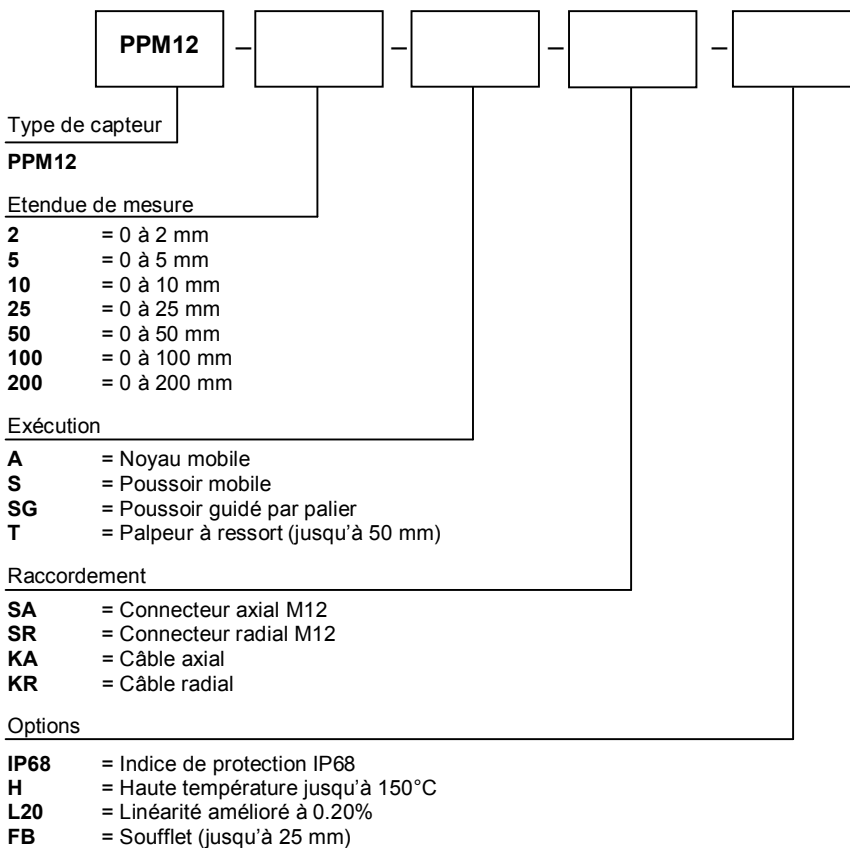 PPM12 – – – –
Type de capteur
PPM12
Etendue de mesure
2 = 0 à 2 mm
5 = 0 à 5 mm
10 = 0 à 10 mm
25 = 0 à 25 mm
50 = 0 à 50 mm
100 = 0 à 100 mm
200 = 0 à 200 mm
Exécution
A = Noyau mobile
S = Poussoir mobile
SG = Poussoir guidé par palier
T = Palpeur à ressort (jusqu'à 50 mm)
Raccordement
SA = Connecteur axial M12
SR = Connecteur radial M12
KA = Câble axial
KR = Câble radial
Options
IP68 = Indice de protection IP68
H = Haute température jusqu'à 150°C
L20 = Linéarité amélioré à 0.20%
FB = Soufflet (jusqu'à 25 mm)